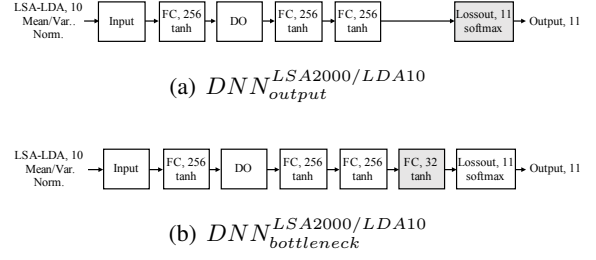 LSA-LDA, 10
Mean/Var..
Norm.
Input
FC, 256
tanh
DO
FC, 256
tanh
FC, 256
tanh
Lossout, 11
softmax
Output, 11
(a) DNN_{output}^{LSA2000/LDA10}
LSA-LDA, 10
Mean/Var.
Norm.
Input
FC, 256
tanh
DO
FC, 256
tanh
FC, 256
tanh
FC, 32
tanh
Lossout, 11
softmax
Output, 11
(b) DNN_{bottleneck}^{LSA2000/LDA10}